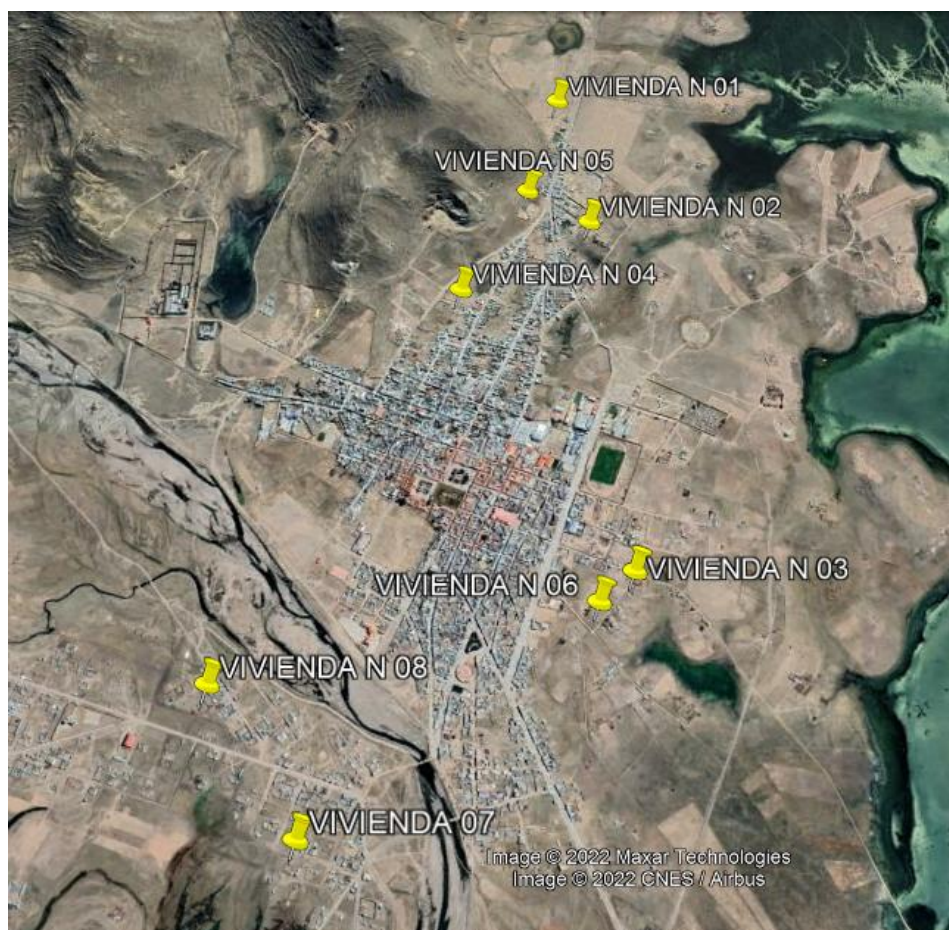 VIVIENDA N 01
VIVIENDA N 05
VIVIENDA N 02
VIVIENDA N 04
VIVIENDA N 03
VIVIENDA N 06
VIVIENDA N 08
VIVIENDA 07
Image © 2022 Maxar Technologies
Image © 2022 CNES / Airbus